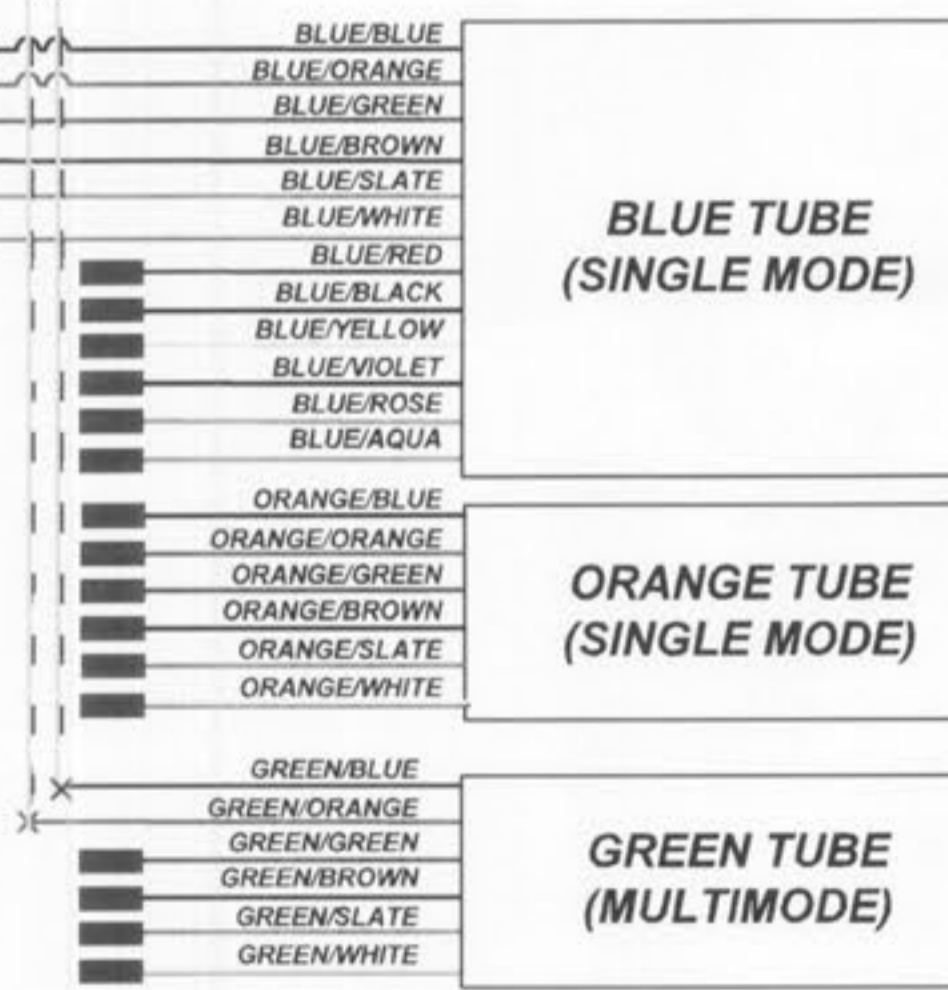 BLUE/BLUE
BLUE/ORANGE
BLUE/GREEN
BLUE/BROWN
BLUE/SLATE
BLUE/WHITE
BLUE/RED
BLUE/BLACK
BLUE/YELLOW
BLUE/VIOLET
BLUE/ROSE
BLUE/AQUA
BLUE TUBE
(SINGLE MODE)
ORANGE/BLUE
ORANGE/ORANGE
ORANGE/GREEN
ORANGE/BROWN
ORANGE/SLATE
ORANGE/WHITE
ORANGE TUBE
(SINGLE MODE)
GREEN/BLUE
GREEN/ORANGE
GREEN/GREEN
GREEN/BROWN
GREEN/SLATE
GREEN/WHITE
GREEN TUBE
(MULTIMODE)